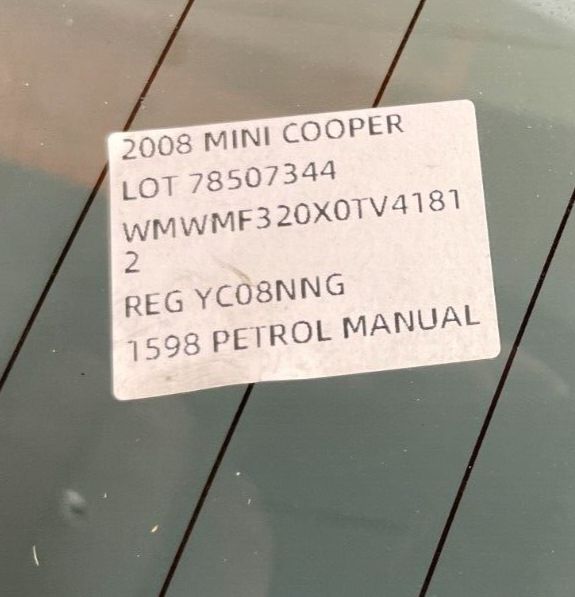 2008 MINI COOPER
LOT 78507344
WMWMF320X0TV4181
2
REG YC08NNG
1598 PETROL MANUAL